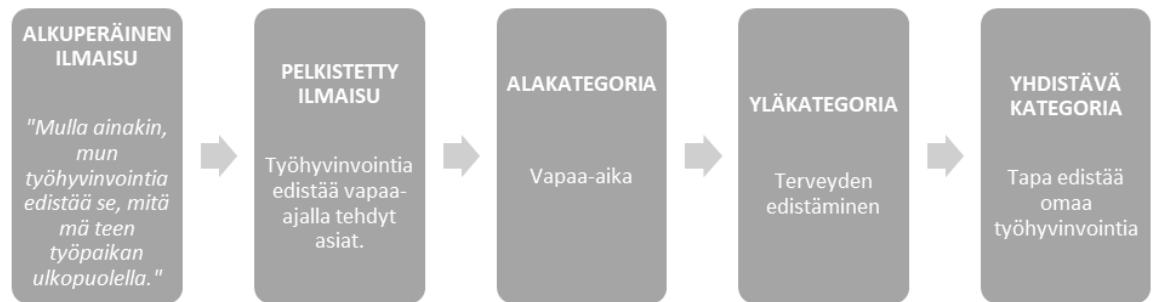 ALKUPERÄINEN
ILMAISU
"Mulla ainakin,
mun
työhyvinvointia
edistää se, mitä
mä teen
työpaikan
ulkopuolella."
PELKISTETTY
ILMAISU
Työhyvinvointia
edistää vapaa-
ajalla tehdyt
asiat.
ALAKATEGORIA
Vapaa-aika
YLÄKATEGORIA
Terveyden
edistäminen
YHDISTÄVÄ
KATEGORIA
Tapa edistää
omaa
työhyvinvointia